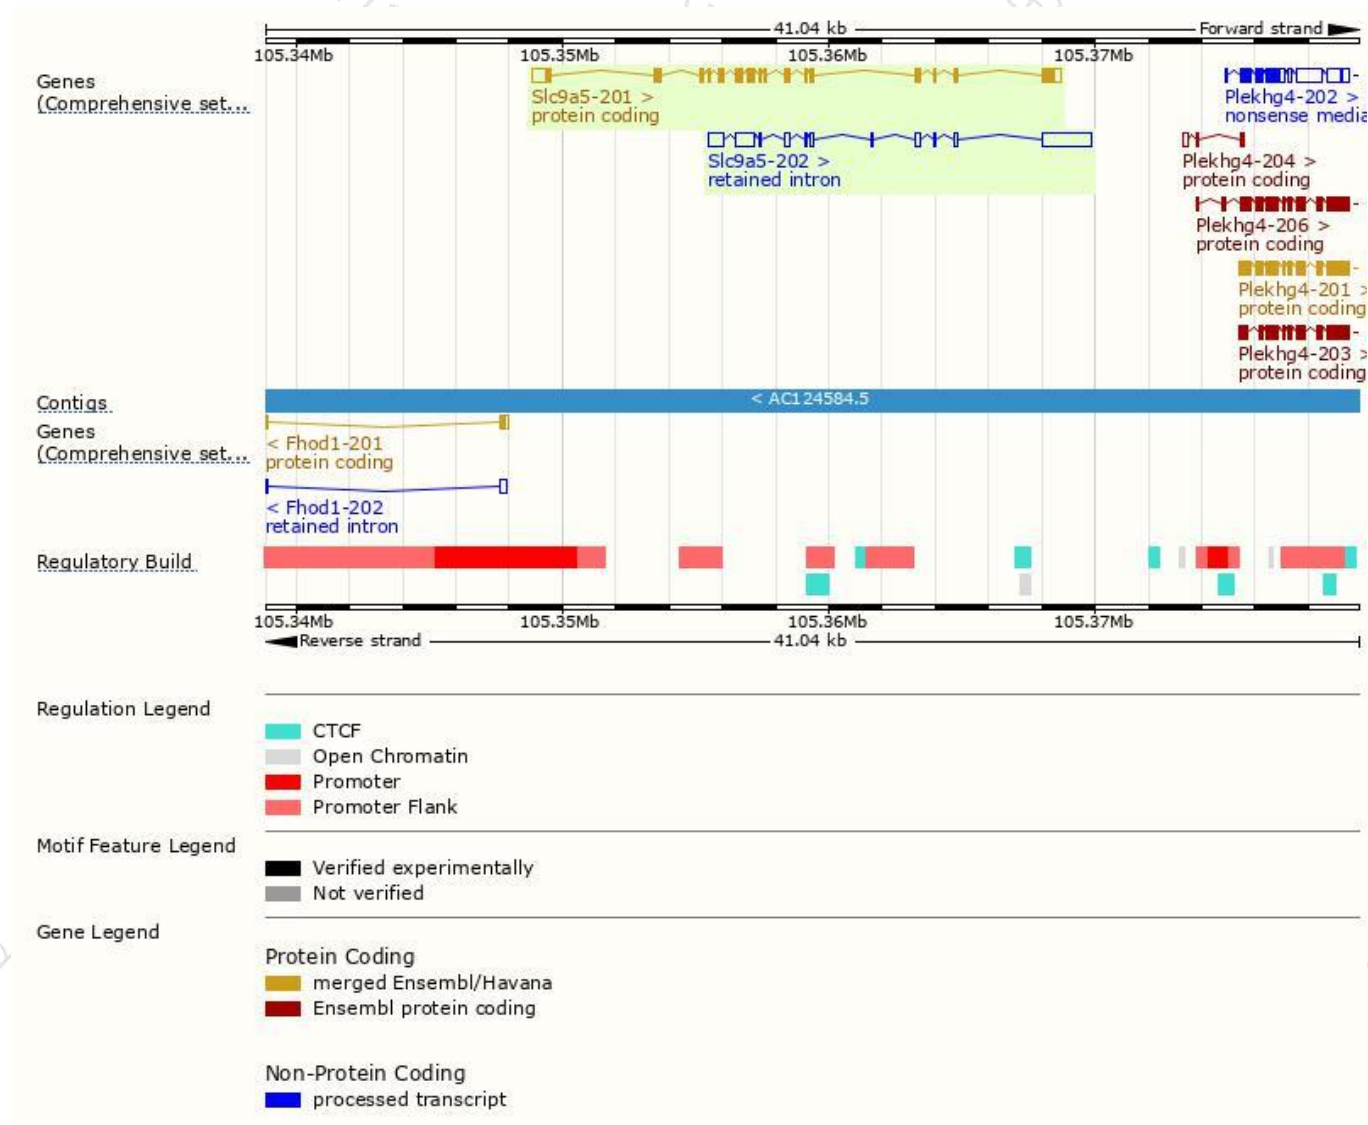 41.04 kb
Forward strand
105.34Mb
105.35Mb
105.36Mb
105.37Mb
Genes
(Comprehensive set...
Slc9a5-201 >
protein coding
Plekhg4-202 >
nonsense media
Slc9a5-202 >
retained intron
Plekhg4-204 >
protein coding
Plekhg4-206 >
protein coding
Plekhg4-201 >
protein coding
Plekhg4-203 >
protein coding
Contigs
< AC124584.5
Genes
(Comprehensive set...
< Fhod1-201
protein coding
< Fhod1-202
retained intron
Regulatory Build
105.34Mb
105.35Mb
105.36Mb
105.37Mb
Reverse strand
41.04 kb
Regulation Legend
CTCF
Open Chromatin
Promoter
Promoter Flank
Motif Feature Legend
Verified experimentally
Not verified
Gene Legend
Protein Coding
merged Ensembl/Havana
Ensembl protein coding
Non-Protein Coding
processed transcript